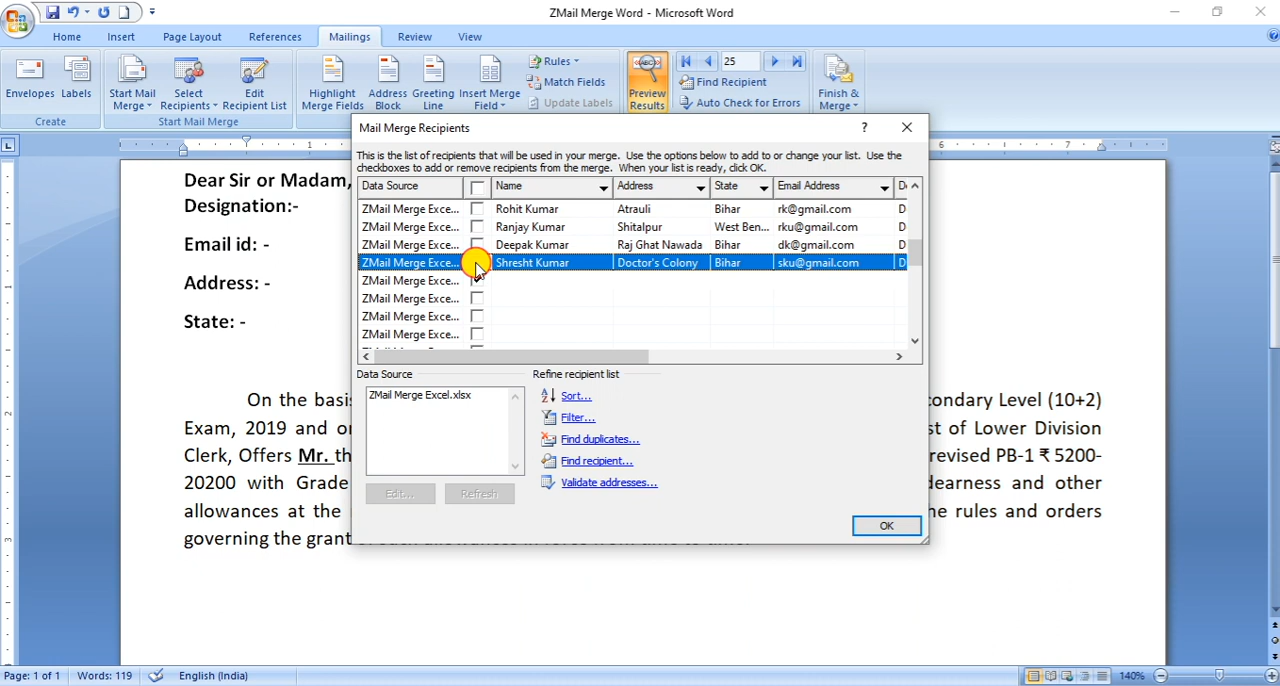 ZMail Merge Word - Microsoft Word
Home Insert Page Layout References Mailings Review View
Envelopes Labels
Create
Start Mail Merge
Select Recipients
Edit Recipient List
Start Mail Merge
Highlight Merge Fields
Address Block
Greeting Line
Insert Merge Field
Rules
Match Fields
Update Labels
«ABC»
Preview Results
25
Find Recipient
Auto Check for Errors
Finish & Merge
Mail Merge Recipients
This is the list of recipients that will be used in your merge. Use the options below to add to or change your list. Use the
checkboxes to add or remove recipients from the merge. When your list is ready, click OK.
Data Source Name Address State Email Address
ZMail Merge Exce... Rohit Kumar Atrauli Bihar rk@gmail.com D
ZMail Merge Exce... Ranjay Kumar Shitalpur West Ben... rku@gmail.com D
ZMail Merge Exce... Deepak Kumar Raj Ghat Nawada Bihar dk@gmail.com D
ZMail Merge Exce... Shresht Kumar Doctor's Colony Bihar sku@gmail.com D
ZMail Merge Exce...
ZMail Merge Exce...
ZMail Merge Exce...
ZMail Merge Exce...
Data Source
ZMail Merge Excel.xlsx
Edit... Refresh
Refine recipient list
Sort...
Filter...
Find duplicates...
Find recipient...
Validate addresses...
OK
Dear Sir or Madam,
Designation:-
Email id: -
Address: -
State: -
On the basi condary Level (10+2)
Exam, 2019 and st of Lower Division
Clerk, Offers Mr. revised PB-1 ₹ 5200-
20200 with Grade dearness and other
allowances at the he rules and orders
governing the grant
Page: 1 of 1 Words: 119 English (India) 140%